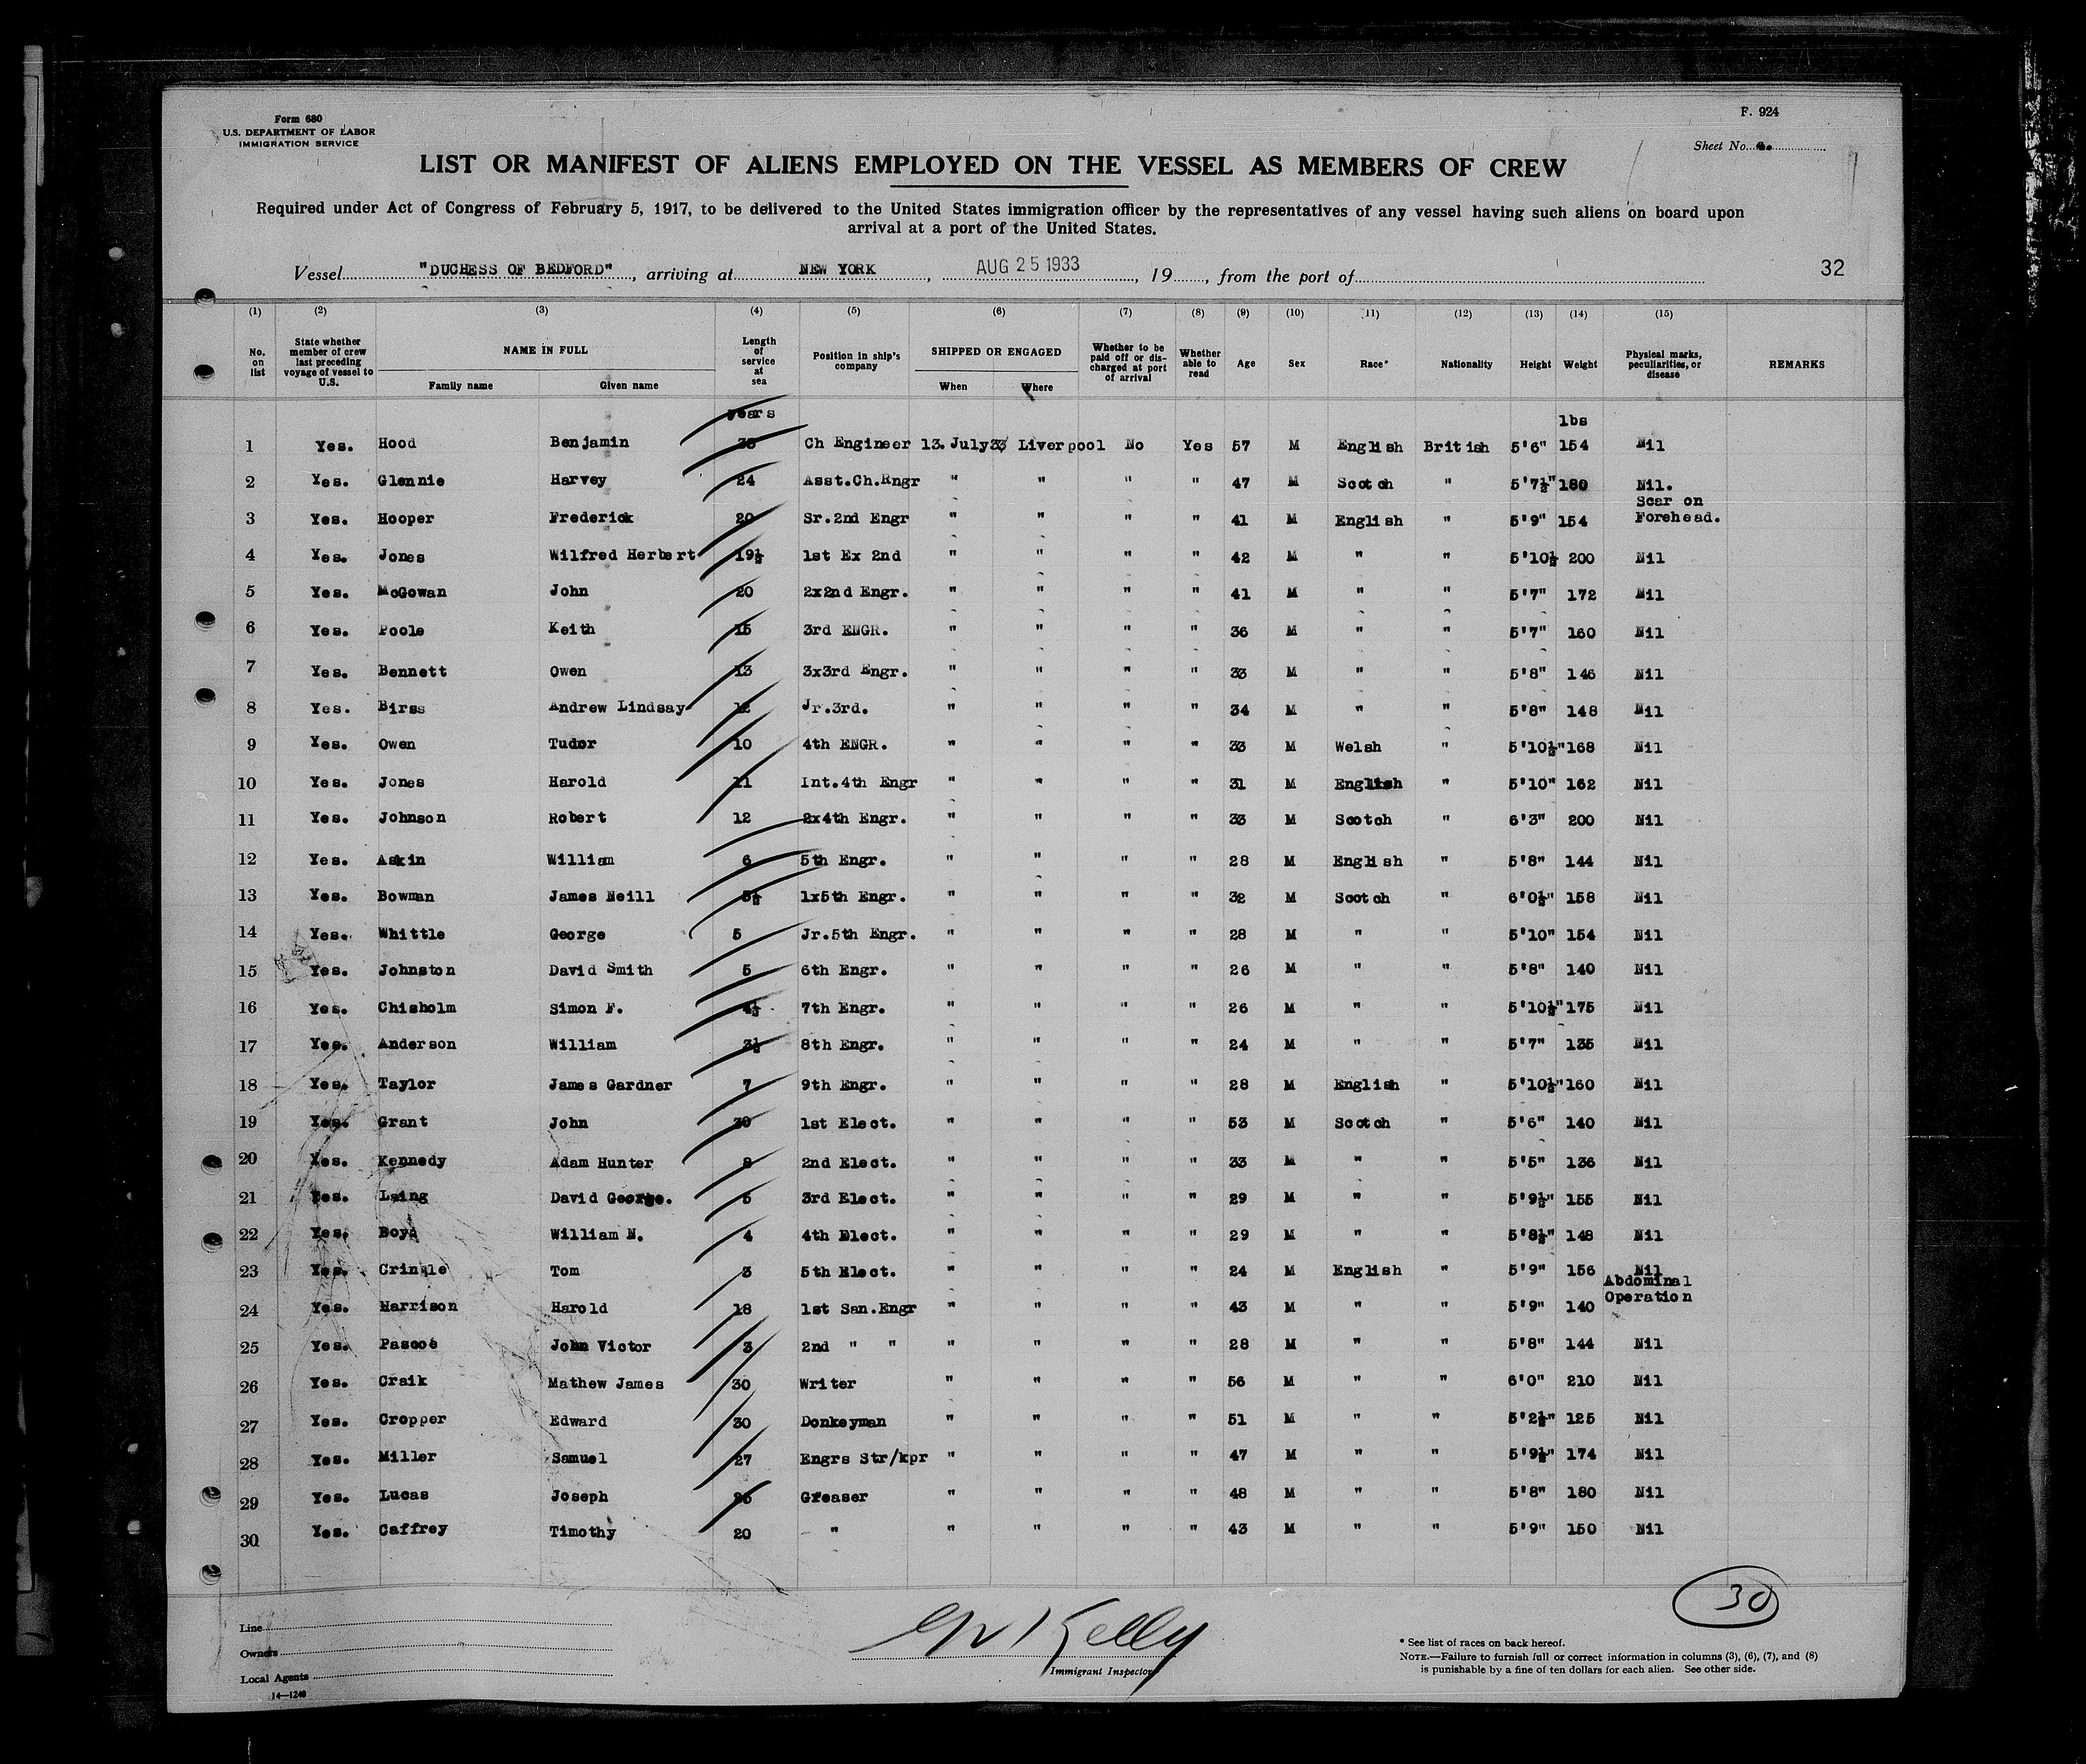 Form 680
U.S. DEPARTMENT OF LABOR
IMMIGRATION SERVICE
F. 924
Sheet No.
LIST OR MANIFEST OF ALIENS EMPLOYED ON THE VESSEL AS MEMBERS OF CREW
Required under Act of Congress of February 5, 1917, to be delivered to the United States immigration officer by the representatives of any vessel having such aliens on board upon
arrival at a port of the United States.
Vessel "DUCHESS OF BEDFORD", arriving at NEW YORK, AUG 25 1933, 19, from the port of 32
(1) (2) (3) (4) (5) (6) (7) (8) (9) (10) (11) (12) (13) (14) (15)
No. on list State whether member of crew last preceding voyage of vessel to U.S. NAME IN FULL Family name Given name Length of service at sea Position in ship's company SHIPPED OR ENGAGED When Where Whether to be paid off or discharged at port of arrival Whether able to read Age Sex Race* Nationality Height Weight Physical marks, peculiarities, or disease REMARKS
years lbs
1 Yes. Hood Benjamin Ch Engineer 13.July33 Liverpool No Yes 57 M English British 5'6" 154 Nil
2 Yes. Glennie Harvey 24 Asst.Ch.Rngr " " " " 47 M Scotch " 5'7½" 180 Nil.
3 Yes. Hooper Frederick 20 Sr.2nd Engr " " " " 41 M English " 5'9" 154 Scar on Forehead.
4 Yes. Jones Wilfred Herbert 19½ 1st Ex 2nd " " " " 42 M " " 5'10½ 200 Nil
5 Yes. McGowan John 20 2x2nd Engr. " " " " 41 M " " 5'7" 172 Nil
6 Yes. Poole Keith 15 3rd ENGR. " " " " 36 M " " 5'7" 160 Nil
7 Yes. Bennett Owen 13 3x3rd Engr. " " " " 33 M " " 5'8" 146 Nil
8 Yes. Birss Andrew Lindsay 12 Jr.3rd. " " " " 34 M " " 5'8" 148 Nil
9 Yes. Owen Tudor 10 4th ENGR. " " " " 33 M Welsh " 5'10½" 168 Nil
10 Yes. Jones Harold 11 Int.4th Engr " " " " 31 M English " 5'10" 162 Nil
11 Yes. Johnson Robert 12 2x4th Engr. " " " " 33 M Scotch " 6'3" 200 Nil
12 Yes. Askin William 6 5th Engr. " " " " 28 M English " 5'8" 144 Nil
13 Yes. Bowman James Neill 5½ 1x5th Engr. " " " " 32 M Scotch " 6'0½" 158 Nil
14 Yes. Whittle George 5 Jr.5th Engr. " " " " 28 M " " 5'10" 154 Nil
15 Yes. Johnston David Smith 5 6th Engr. " " " " 26 M " " 5'8" 140 Nil
16 Yes. Chisholm Simon F. 4½ 7th Engr. " " " " 26 M " " 5'10½" 175 Nil
17 Yes. Anderson William 3½ 8th Engr. " " " " 24 M " " 5'7" 135 Nil
18 Yes. Taylor James Gardner 7 9th Engr. " " " " 28 M English " 5'10½" 160 Nil
19 Yes. Grant John 30 1st Elect. " " " " 53 M Scotch " 5'6" 140 Nil
20 Yes. Kennedy Adam Hunter 8 2nd Elect. " " " " 33 M " " 5'5" 136 Nil
21 Yes. Laing David George. 5 3rd Elect. " " " " 29 M " " 5'9½" 155 Nil
22 Yes. Boyd William N. 4 4th Elect. " " " " 29 M " " 5'8½" 148 Nil
23 Yes. Cringle Tom 3 5th Elect. " " " " 24 M English " 5'9" 156 Nil
24 Yes. Harrison Harold 18 1st San.Engr " " " " 43 M " " 5'9" 140 Abdominal Operation
25 Yes. Pascoe John Victor 3 2nd " " " " " " 28 M " " 5'8" 144 Nil
26 Yes. Craik Mathew James 30 Writer " " " " 56 M " " 6'0" 210 Nil
27 Yes. Cropper Edward 30 Donkeyman " " " " 51 M " " 5'2½" 125 Nil
28 Yes. Miller Samuel 27 Engrs Str/kpr " " " " 47 M " " 5'9½" 174 Nil
29 Yes. Lucas Joseph Greaser " " " " 48 M " " 5'8" 180 Nil
30 Yes. Caffrey Timothy 20 " " " " " 43 M " " 5'9" 150 Nil
30
Line
Owners
Local Agents
14—1240
Kelly
Immigrant Inspector
* See list of races on back hereof.
NOTE.—Failure to furnish full or correct information in columns (3), (6), (7), and (8)
is punishable by a fine of ten dollars for each alien. See other side.